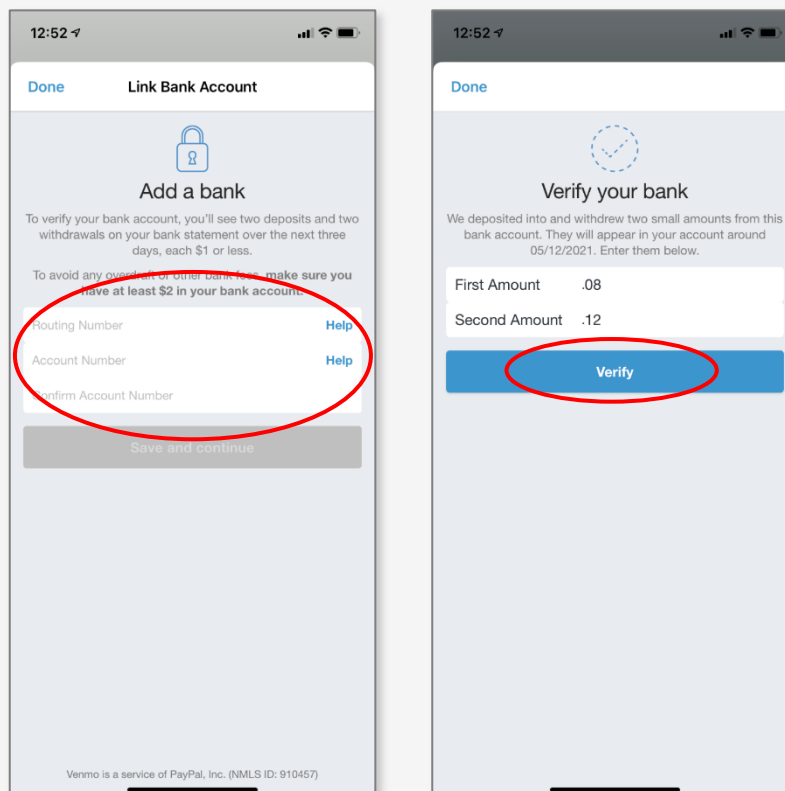 12:52
Done Link Bank Account
Add a bank
To verify your bank account, you'll see two deposits and two
withdrawals on your bank statement over the next three
days, each $1 or less.
To avoid any overdraft or other bank fees, make sure you
have at least $2 in your bank account.
Routing Number Help
Account Number Help
Confirm Account Number
Save and continue
Venmo is a service of PayPal, Inc. (NMLS ID: 910457)
12:52
Done
Verify your bank
We deposited into and withdrew two small amounts from this
bank account. They will appear in your account around
05/12/2021. Enter them below.
First Amount .08
Second Amount .12
Verify